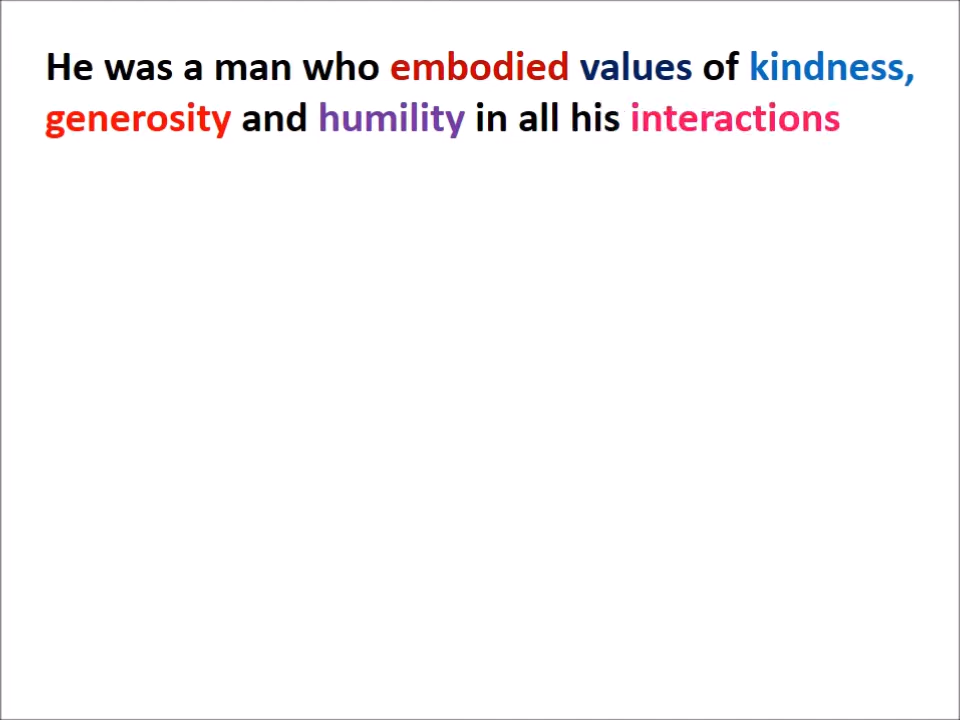 He was a man who embodied values of kindness,
generosity and humility in all his interactions